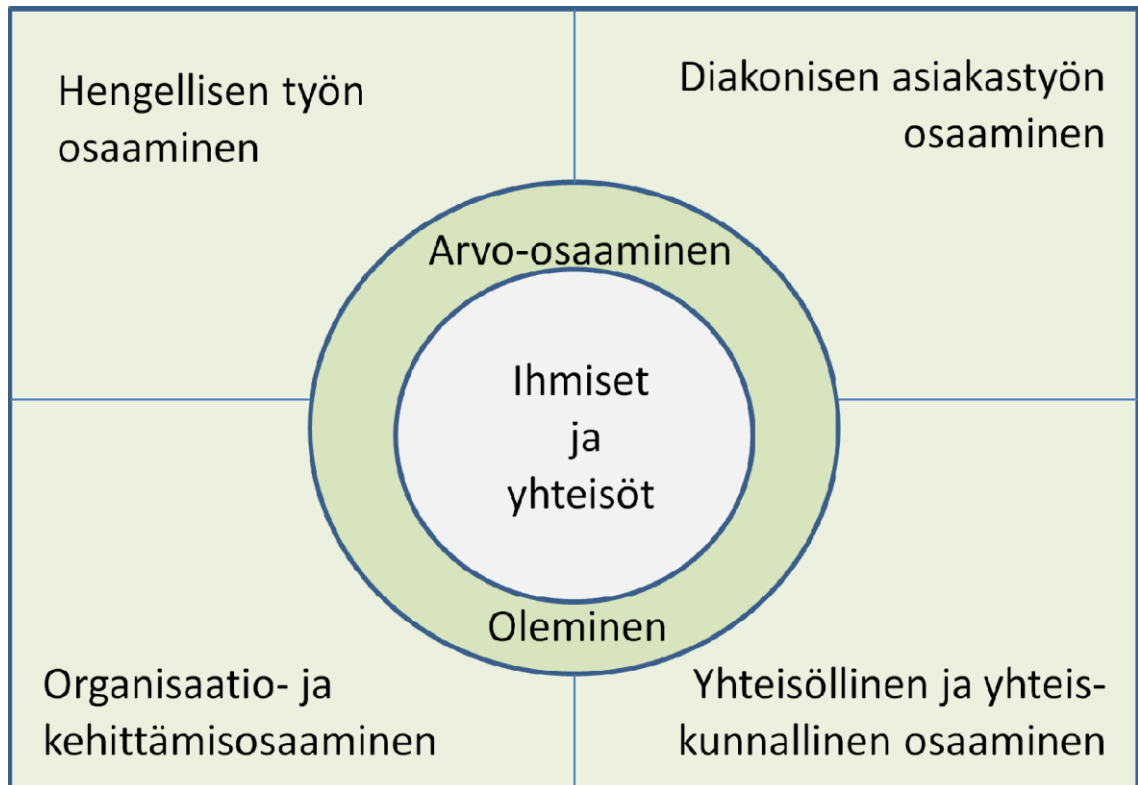 Hengellisen työn
osaaminen
Diakonisen asiakastyön
osaaminen
Arvo-osaaminen
Ihmiset
ja
yhteisöt
Oleminen
Organisaatio- ja
kehittämisosaaminen
Yhteisöllinen ja yhteis-
kunnallinen osaaminen